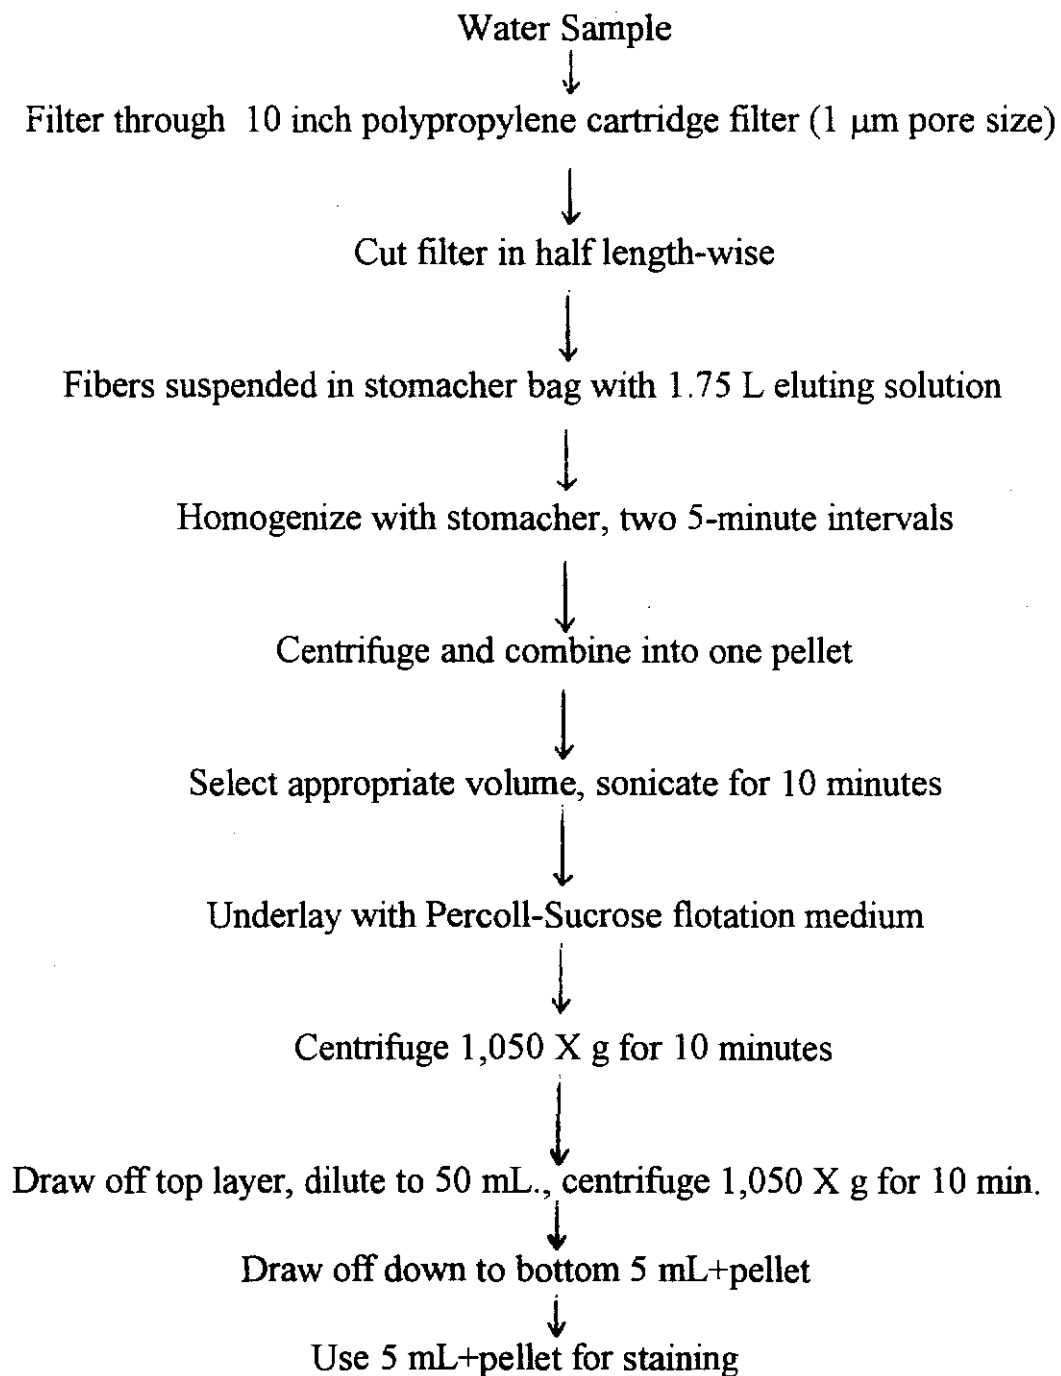 Water Sample
Filter through 10 inch polypropylene cartridge filter (1 μm pore size)
Cut filter in half length-wise
Fibers suspended in stomacher bag with 1.75 L eluting solution
Homogenize with stomacher, two 5-minute intervals
Centrifuge and combine into one pellet
Select appropriate volume, sonicate for 10 minutes
Underlay with Percoll-Sucrose flotation medium
Centrifuge 1,050 X g for 10 minutes
Draw off top layer, dilute to 50 mL., centrifuge 1,050 X g for 10 min.
Draw off down to bottom 5 mL+pellet
Use 5 mL+pellet for staining